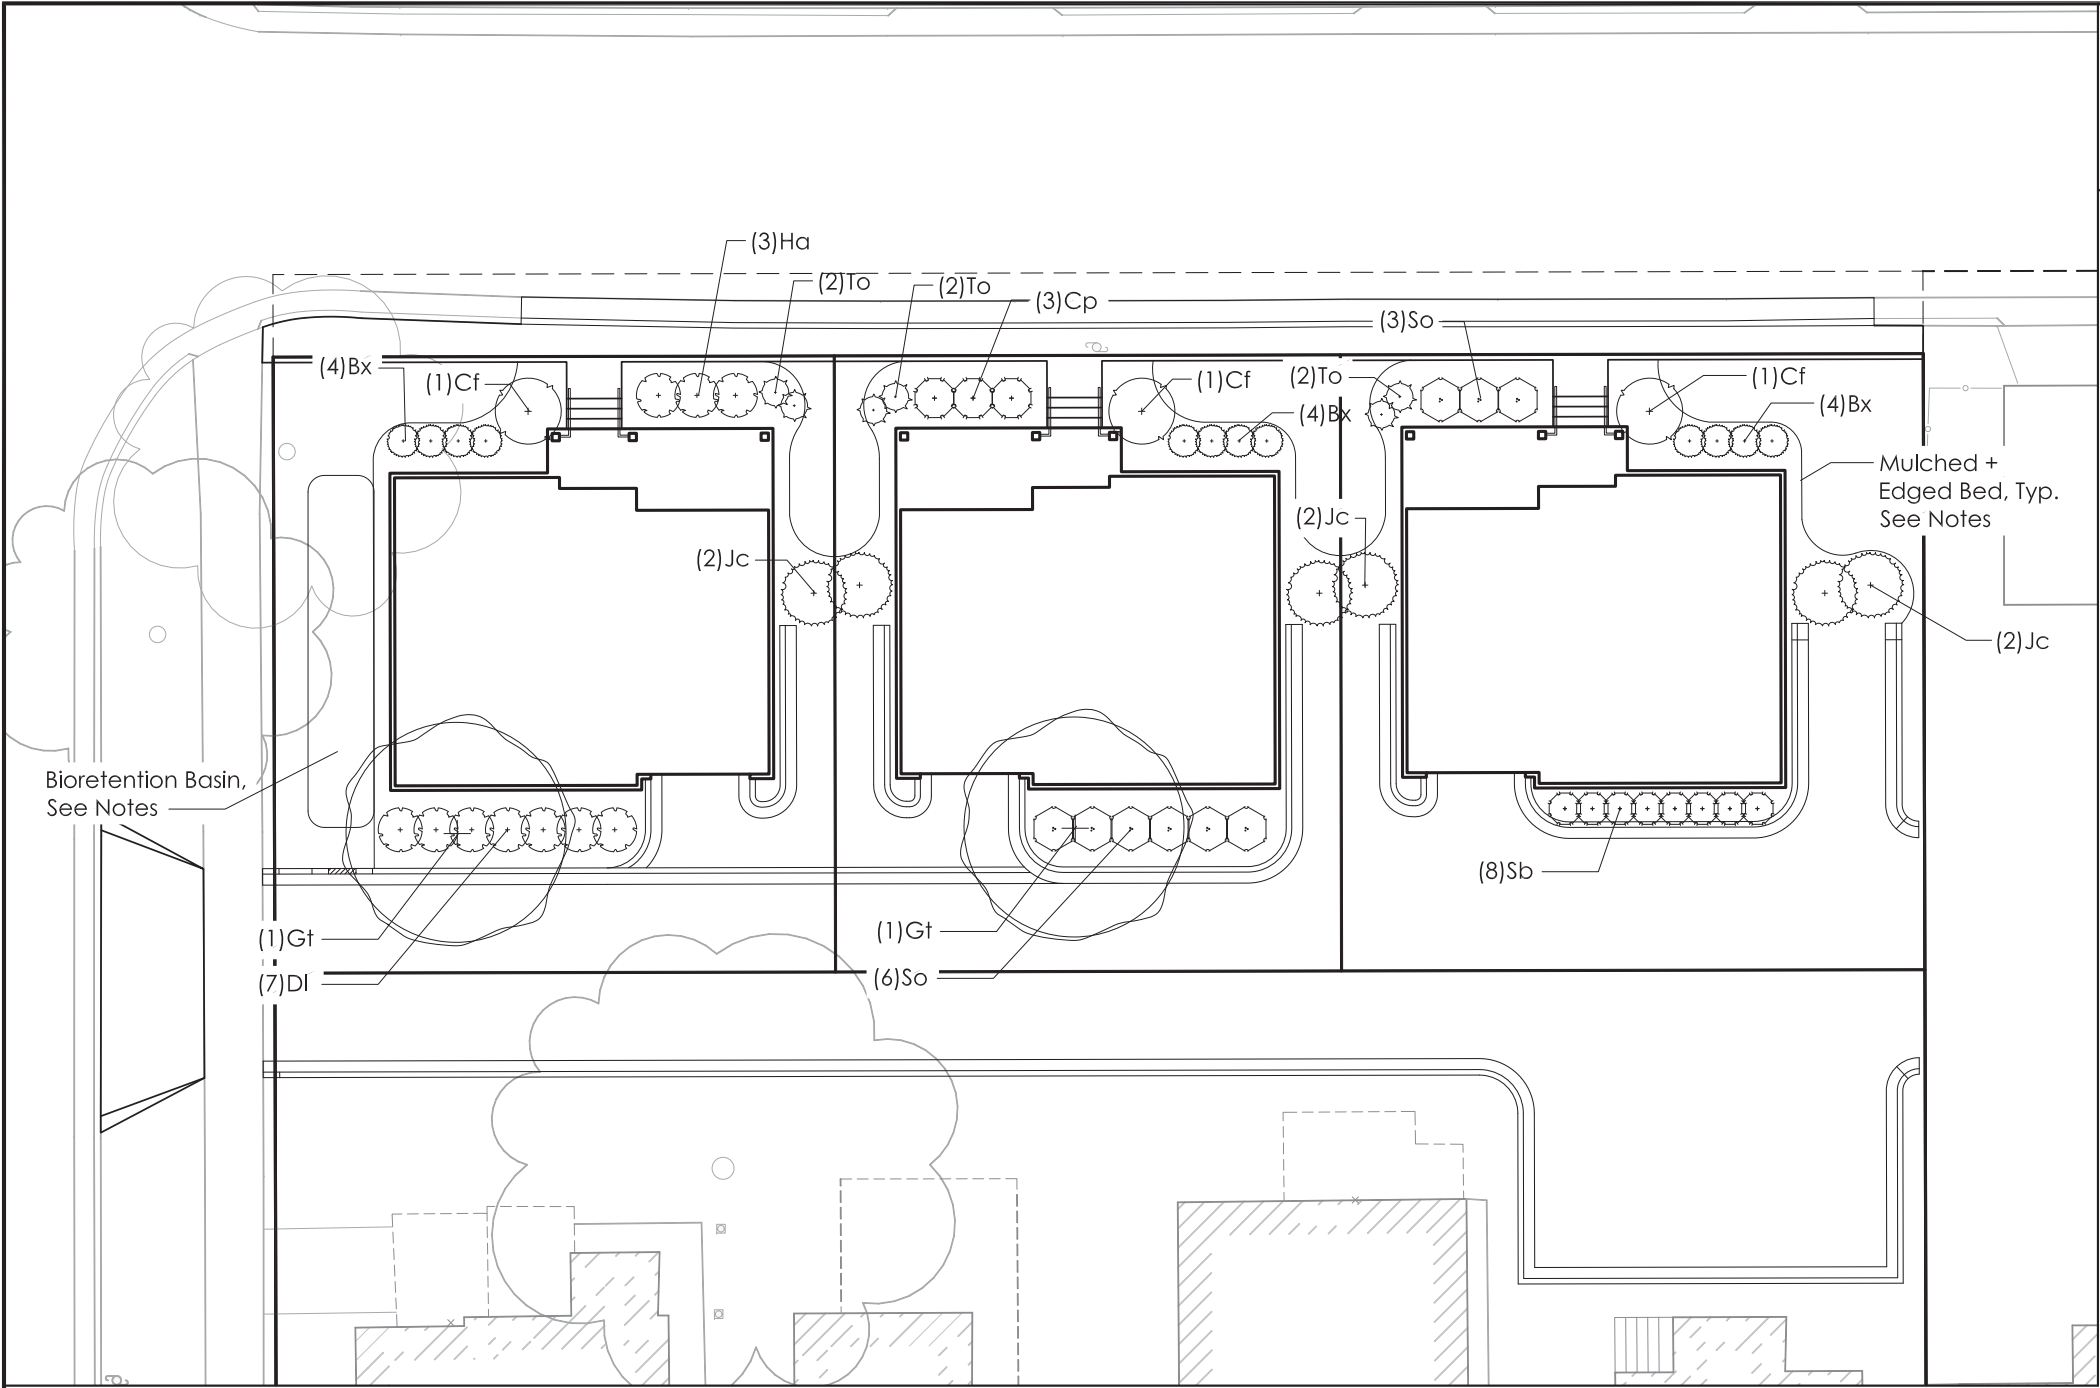 (3)Ha
(2)To
(2)To
(3)Cp
(3)So
(4)Bx
(1)Cf
(1)Cf
(2)To
(4)Bx
(1)Cf
(4)Bx
Mulched +
Edged Bed, Typ.
See Notes
(2)Jc
(2)Jc
(2)Jc
Bioretention Basin,
See Notes
(8)Sb
(1)Gt
(1)Gt
(7)Dl
(6)So